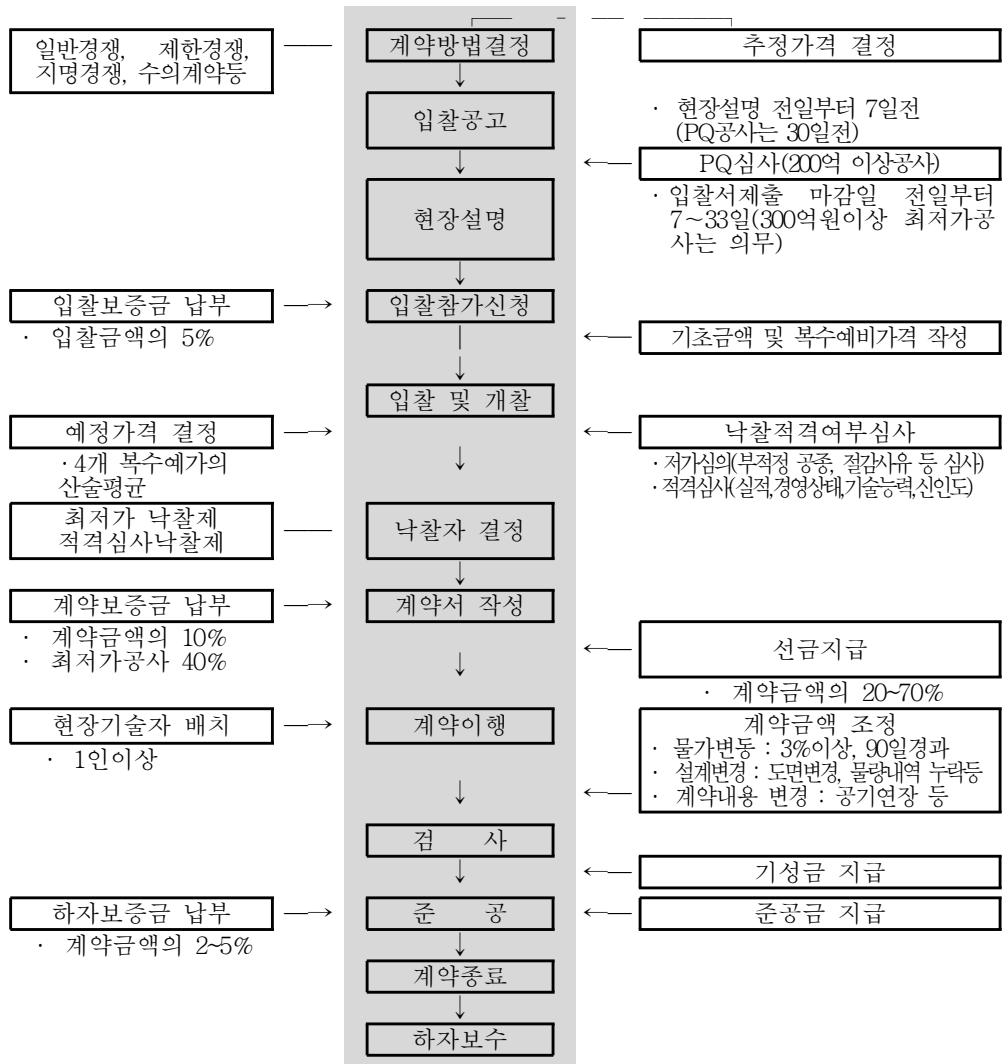 일반경쟁, 제한경쟁,
지명경쟁, 수의계약등
계약방법결정
추정가격 결정
입찰공고
· 현장설명 전일부터 7일전
(PQ공사는 30일전)
PQ심사(200억 이상공사)
· 입찰서제출 마감일 전일부터
7～33일(300억원이상 최저가공
사는 의무)
현장설명
입찰보증금 납부
· 입찰금액의 5%
입찰참가신청
기초금액 및 복수예비가격 작성
입찰 및 개찰
예정가격 결정
· 4개 복수예가의
산술평균
낙찰적격여부심사
· 저가심의(부적정 공종, 절감사유 등 심사)
· 적격심사(실적,경영상태,기술능력,신인도)
최저가 낙찰제
적격심사낙찰제
낙찰자 결정
계약보증금 납부
· 계약금액의 10%
· 최저가공사 40%
계약서 작성
선금지급
· 계약금액의 20~70%
현장기술자 배치
· 1인이상
계약이행
계약금액 조정
· 물가변동 : 3%이상, 90일경과
· 설계변경 : 도면변경, 물량내역 누락등
· 계약내용 변경 : 공기연장 등
검 사
기성금 지급
하자보증금 납부
· 계약금액의 2~5%
준 공
준공금 지급
계약종료
하자보수